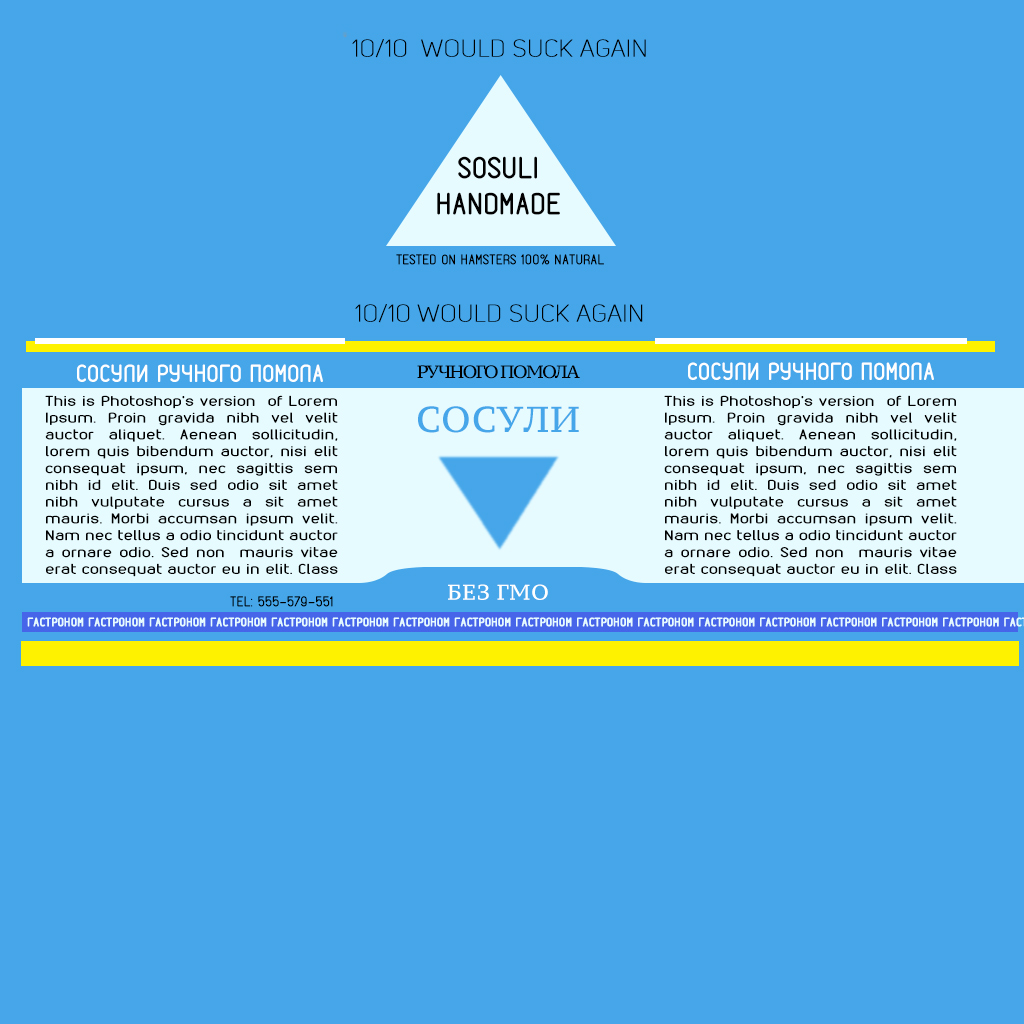 10/10 WOULD SUCK AGAIN
SOSULI
HANDMADE
TESTED ON HAMSTERS 100% NATURAL
10/10 WOULD SUCK AGAIN
СОСУЛИ РУЧНОГО ПОМОЛА
This is Photoshop's version of Lorem
Ipsum. Proin gravida nibh vel velit
auctor aliquet. Aenean sollicitudin,
lorem quis bibendum auctor, nisi elit
consequat ipsum, nec sagittis sem
nibh id elit. Duis sed odio sit amet
nibh vulputate cursus a sit amet
mauris. Morbi accumsan ipsum velit.
Nam nec tellus a odio tincidunt auctor
a ornare odio. Sed non mauris vitae
erat consequat auctor eu in elit. Class
TEL: 555-579-551
РУЧНОГО ПОМОЛА
СОСУЛИ
БЕЗ ГМО
СОСУЛИ РУЧНОГО ПОМОЛА
This is Photoshop's version of Lorem
Ipsum. Proin gravida nibh vel velit
auctor aliquet. Aenean sollicitudin,
lorem quis bibendum auctor, nisi elit
consequat ipsum, nec sagittis sem
nibh id elit. Duis sed odio sit amet
nibh vulputate cursus a sit amet
mauris. Morbi accumsan ipsum velit.
Nam nec tellus a odio tincidunt auctor
a ornare odio. Sed non mauris vitae
erat consequat auctor eu in elit. Class
ГАСТРОНОМ ГАСТРОНОМ ГАСТРОНОМ ГАСТРОНОМ ГАСТРОНОМ ГАСТРОНОМ ГАСТРОНОМ ГАСТРОНОМ ГАСТРОНОМ ГАСТРОНОМ ГАСТРОНОМ ГАСТРОНОМ ГАСТРОНОМ ГАСТРОНОМ ГАСТРОНОМ ГАСТРОНОМ ГАСТ